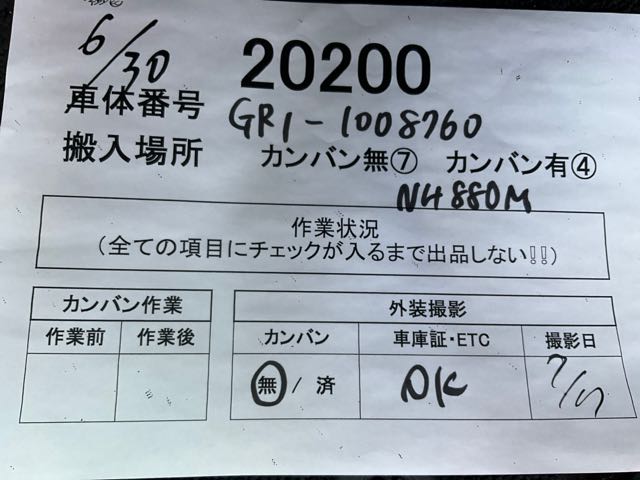 6/30
20200
車体番号 GR1-1008760
搬入場所 カンバン無⑦ カンバン有④
NH880M
作業状況
(全ての項目にチェックが入るまで出品しない!!)
カンバン作業
作業前 作業後
外装撮影
カンバン 車庫証・ETC 撮影日
無 / 済 OK